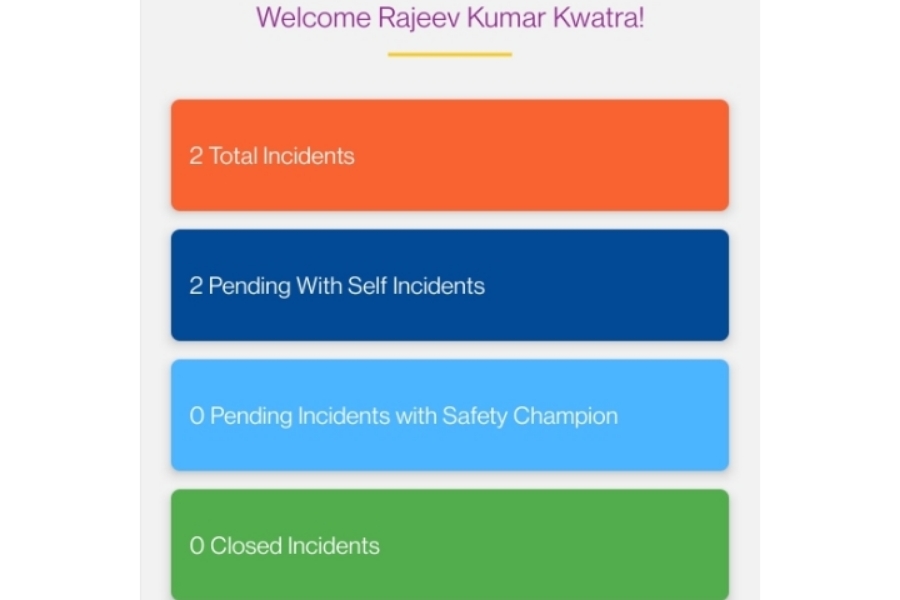 Welcome Rajeev Kumar Kwatra!
2 Total Incidents
2 Pending With Self Incidents
0 Pending Incidents with Safety Champion
0 Closed Incidents